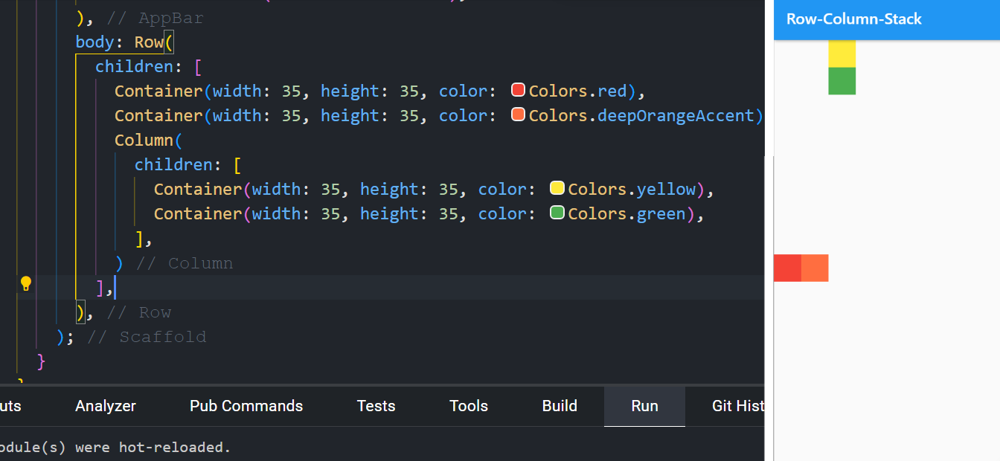 ), // AppBar
Row-Column-Stack
body: Row(
children: [
Container(width: 35, height: 35, color: Colors.red),
Container(width: 35, height: 35, color: Colors.deepOrangeAccent)
Column(
children: [
Container(width: 35, height: 35, color: Colors.yellow),
Container(width: 35, height: 35, color: Colors.green),
],
) // Column
],
), // Row
); // Scaffold
}
uts Analyzer Pub Commands Tests Tools Build Run Git Hist
odule(s) were hot-reloaded.